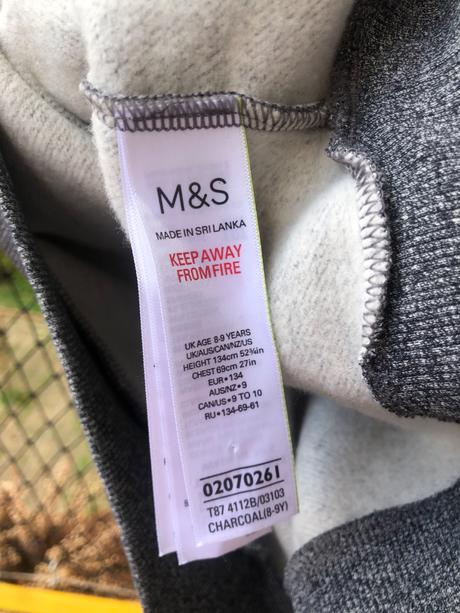 M&S
MADE IN SRI LANKA
KEEP AWAY
FROM FIRE
UK AGE 8-9 YEARS
UK/AUS/CAN/NZ/US
HEIGHT 134cm 52¾in
CHEST 69cm 27in
EUR•134
AUS/NZ•9
CAN/US•9 TO 10
RU•134-69-61
02070261
T87 4112B/03103
CHARCOAL(8-9Y)